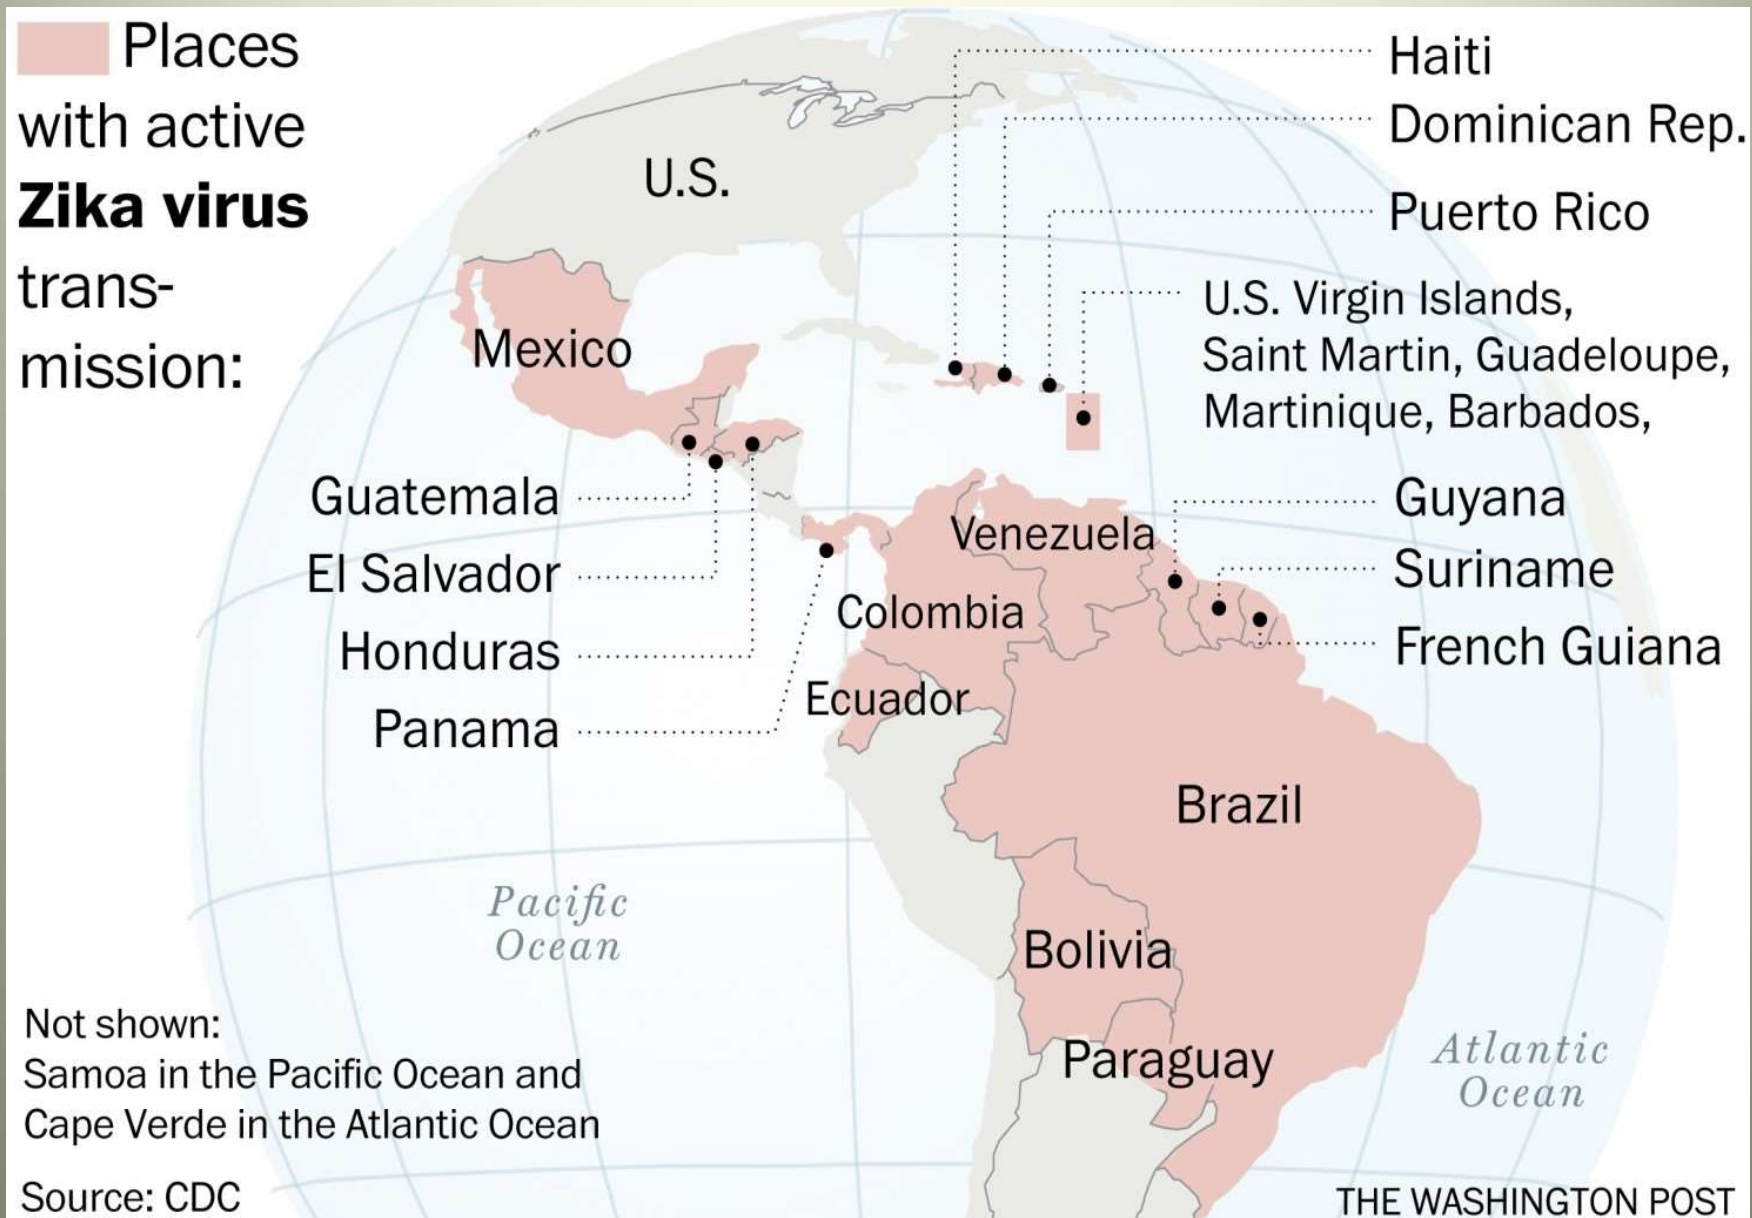 Places
with active
Zika virus
trans-
mission:
U.S.
Mexico
Haiti
Dominican Rep.
Puerto Rico
U.S. Virgin Islands,
Saint Martin, Guadeloupe,
Martinique, Barbados,
Guatemala
El Salvador
Honduras
Panama
Venezuela
Colombia
Ecuador
Guyana
Suriname
French Guiana
Brazil
Bolivia
Paraguay
Pacific
Ocean
Atlantic
Ocean
Not shown:
Samoa in the Pacific Ocean and
Cape Verde in the Atlantic Ocean
Source: CDC
THE WASHINGTON POST